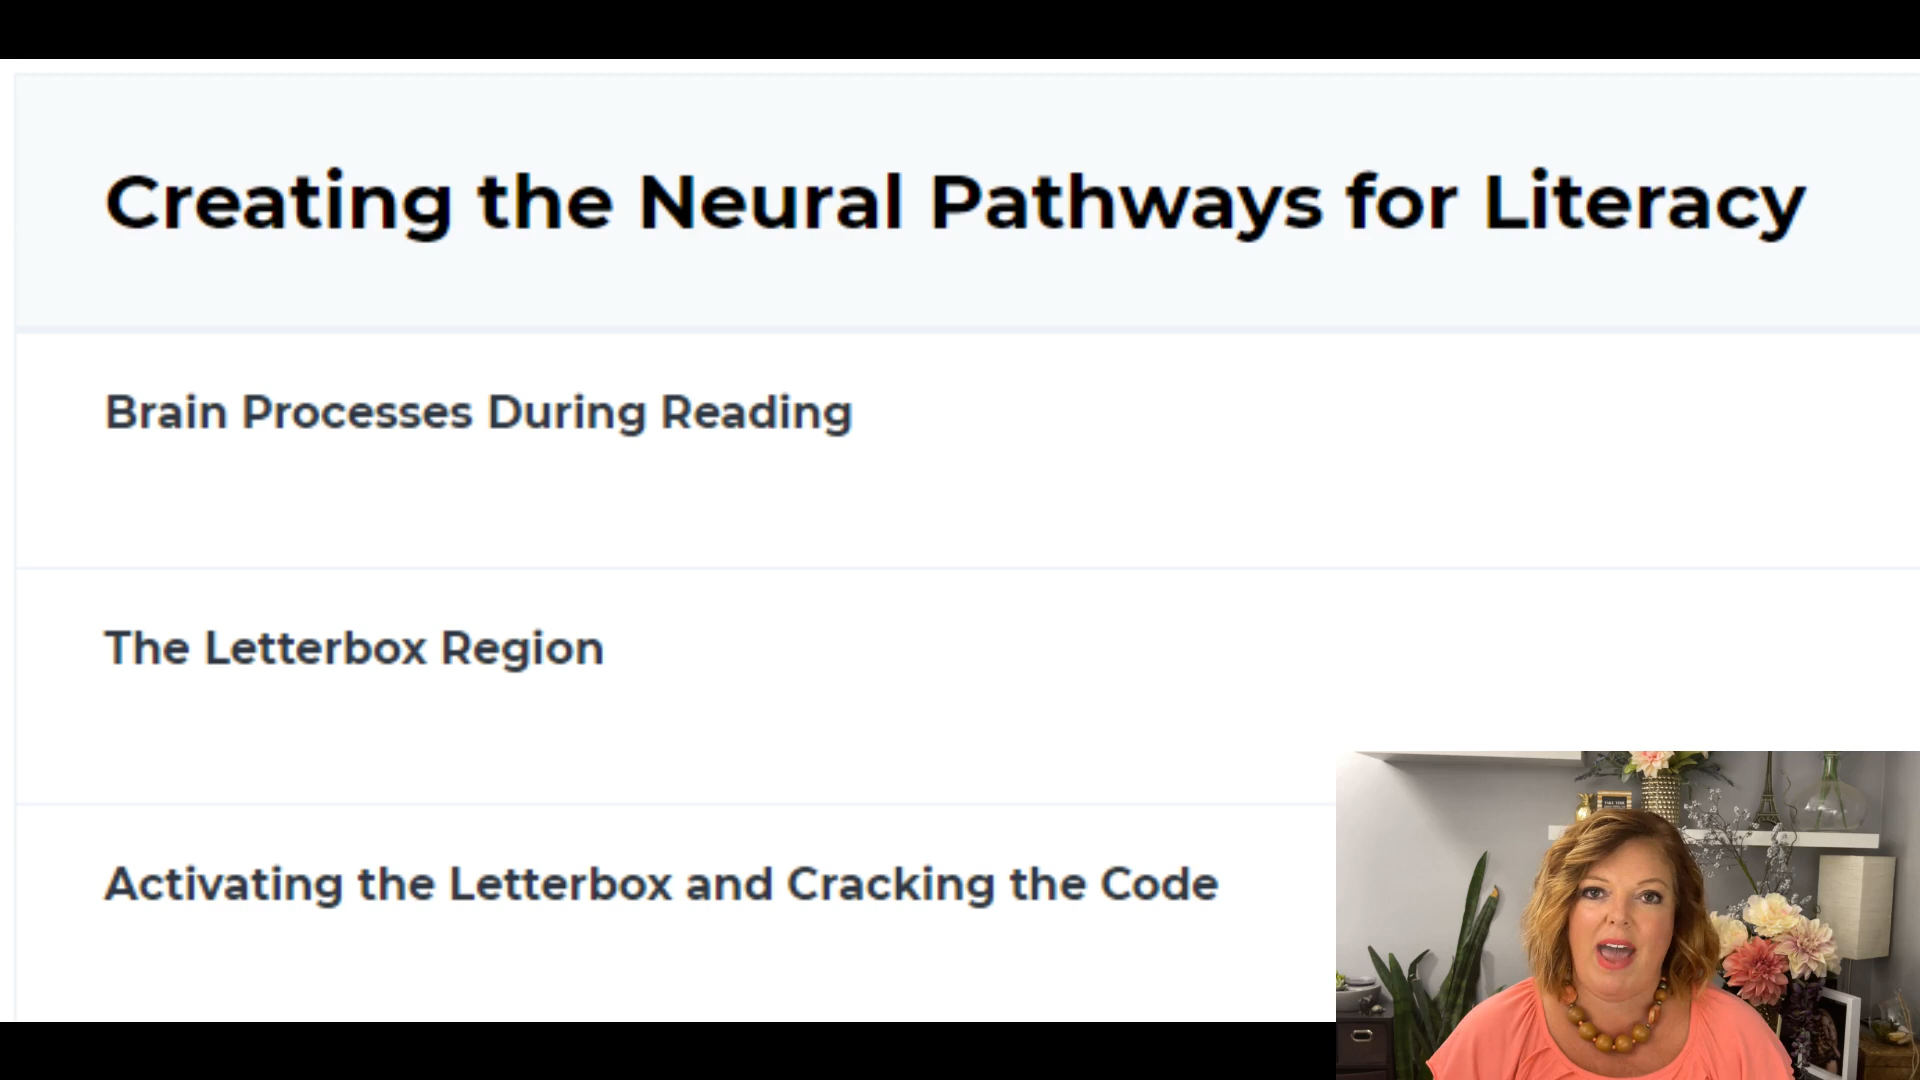 Creating the Neural Pathways for Literacy
Brain Processes During Reading
The Letterbox Region
Activating the Letterbox and Cracking the Code